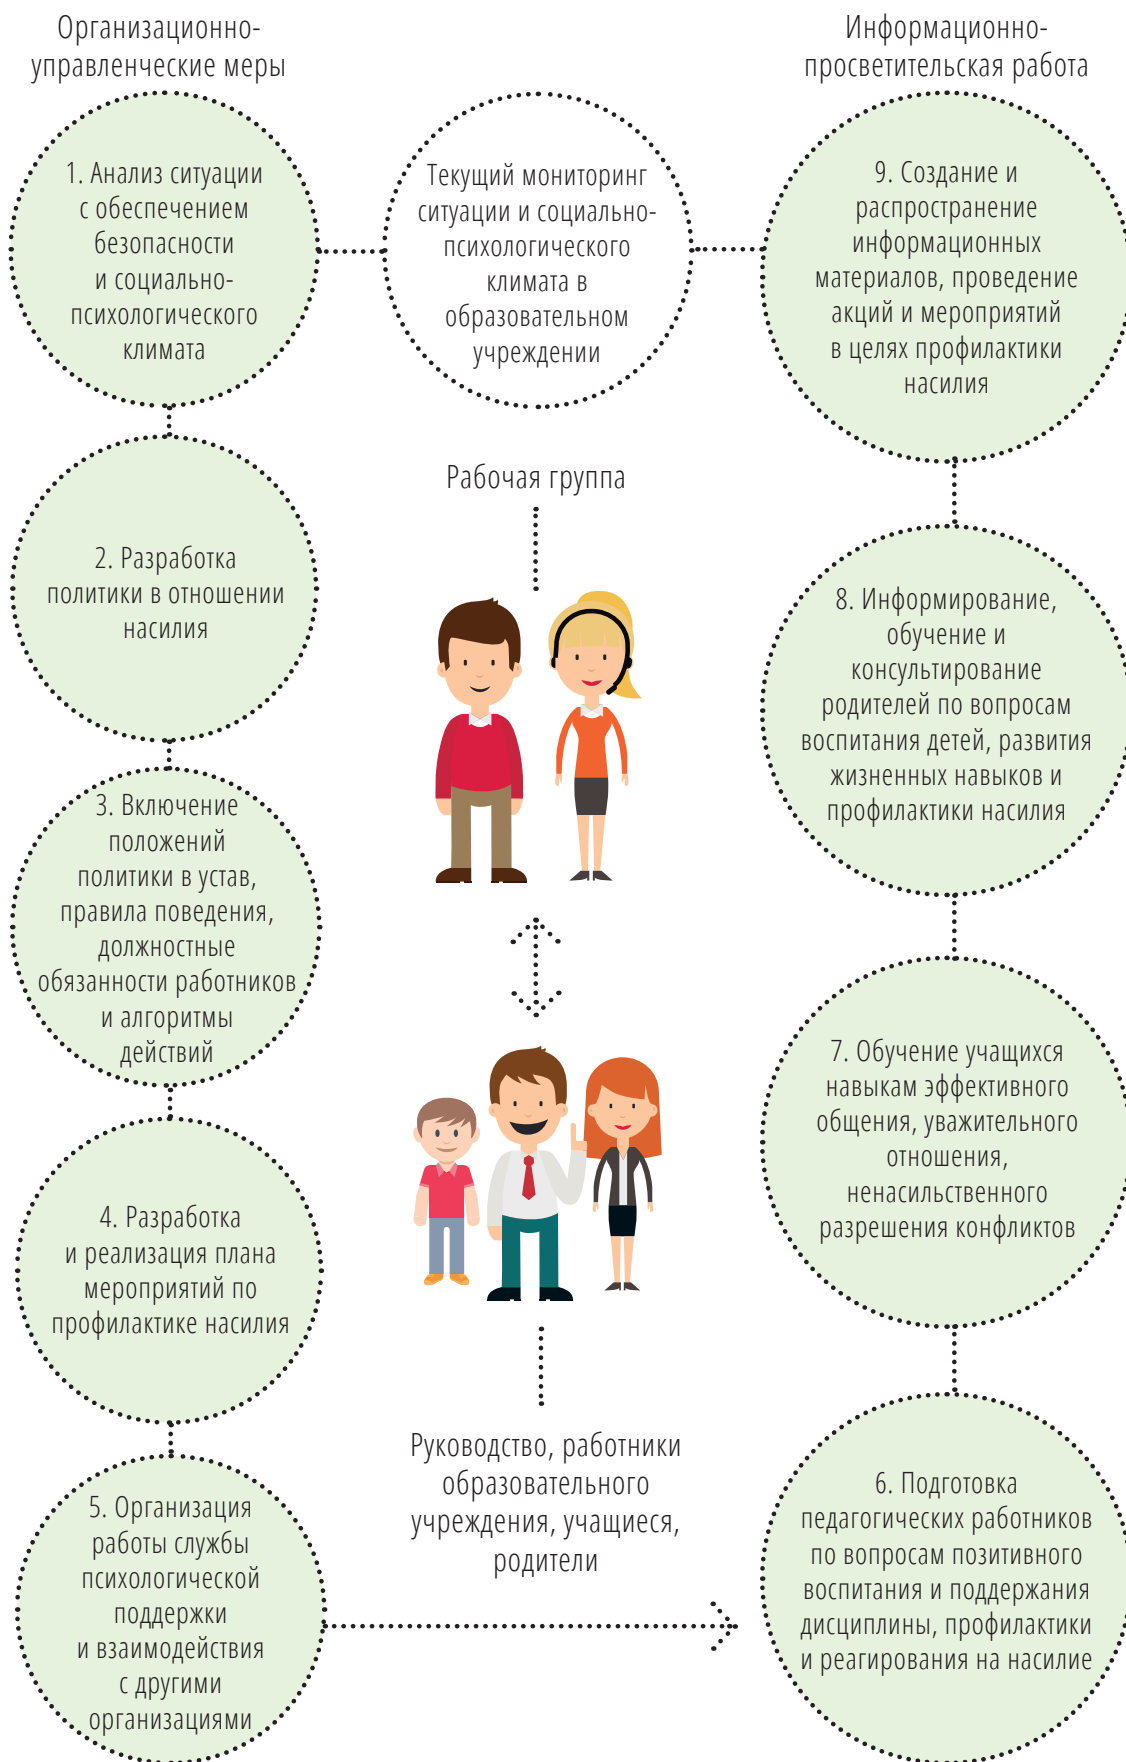 Организационно-
управленческие меры
1. Анализ ситуации
с обеспечением
безопасности
и социально-
психологического
климата
2. Разработка
политики в отношении
насилия
3. Включение
положений
политики в устав,
правила поведения,
должностные
обязанности работников
и алгоритмы
действий
4. Разработка
и реализация плана
мероприятий по
профилактике насилия
5. Организация
работы службы
психологической
поддержки
и взаимодействия
с другими
организациями
Текущий мониторинг
ситуации и социально-
психологического
климата в
образовательном
учреждении
Рабочая группа
Руководство, работники
образовательного
учреждения, учащиеся,
родители
Информационно-
просветительская работа
9. Создание и
распространение
информационных
материалов, проведение
акций и мероприятий
в целях профилактики
насилия
8. Информирование,
обучение и
консультирование
родителей по вопросам
воспитания детей, развития
жизненных навыков и
профилактики насилия
7. Обучение учащихся
навыкам эффективного
общения, уважительного
отношения,
ненасильственного
разрешения конфликтов
6. Подготовка
педагогических работников
по вопросам позитивного
воспитания и поддержания
дисциплины, профилактики
и реагирования на насилие